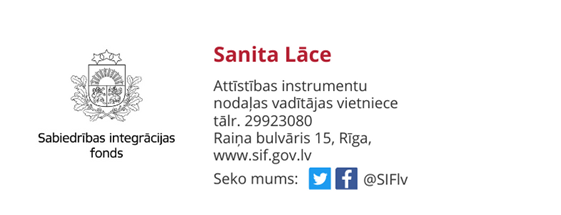 Sanita Lāce
Attīstības instrumentu
nodaļas vadītājas vietniece
tālr. 29923080
Raiņa bulvāris 15, Rīga,
www.sif.gov.lv
Seko mums: @SIFlv
Sabiedrības integrācijas
fonds